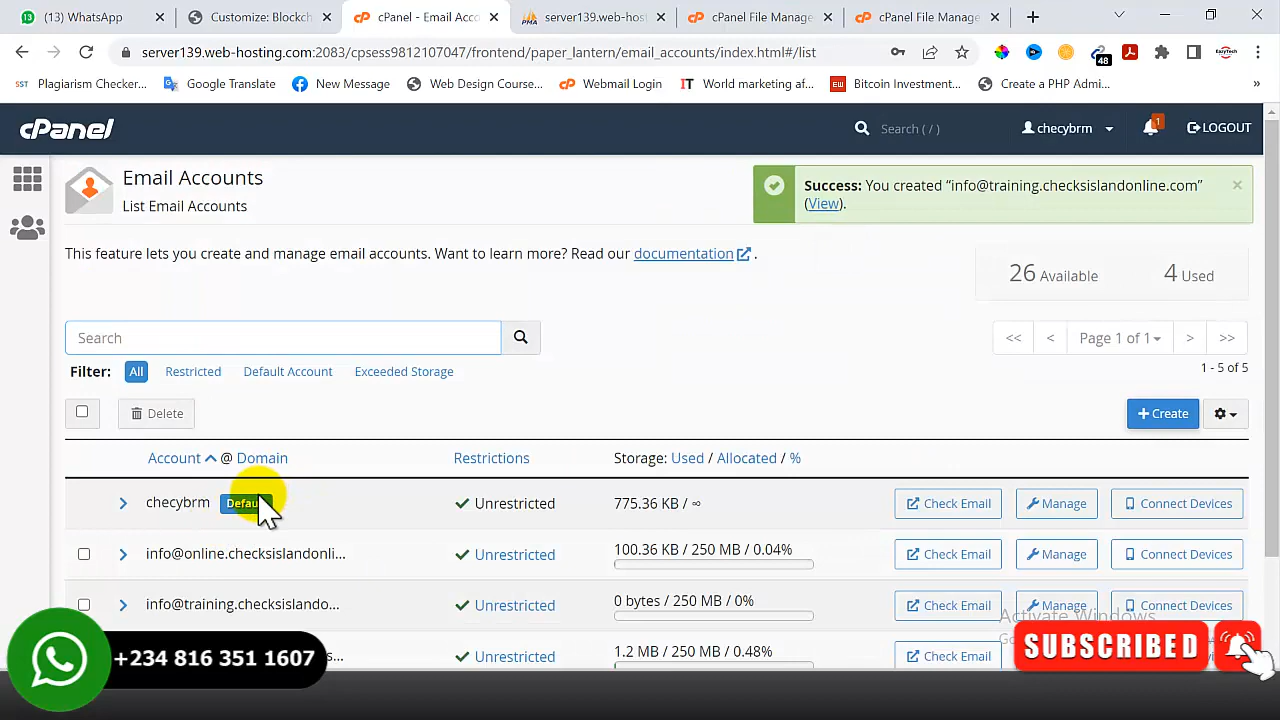 (13) WhatsApp
Customize: Blockch
cPanel - Email Acco
server139.web-host
cPanel File Manage
cPanel File Manage
server139.web-hosting.com:2083/cpsess9812107047/frontend/paper_lantern/email_accounts/index.html#/list
48
Plagiarism Checker...
Google Translate
New Message
Web Design Course...
Webmail Login
World marketing af...
Bitcoin Investment...
Create a PHP Admi...
»
cPanel
Search ( / )
checybrm
1
LOGOUT
Email Accounts
List Email Accounts
Success: You created “info@training.checksislandonline.com”
(View).
This feature lets you create and manage email accounts. Want to learn more? Read our documentation .
26 Available
4 Used
Search
<< < Page 1 of 1 > >>
Filter: All Restricted Default Account Exceeded Storage
1 - 5 of 5
Delete
+ Create
Account @ Domain
Restrictions
Storage: Used / Allocated / %
checybrm
Unrestricted
775.36 KB / ∞
Check Email
Manage
Connect Devices
info@online.checksislandonli...
Unrestricted
100.36 KB / 250 MB / 0.04%
Check Email
Manage
Connect Devices
info@training.checksislando...
Unrestricted
0 bytes / 250 MB / 0%
Check Email
Manage
Connect Devices
Activate Windows
+234 816 351 1607
Unrestricted
1.2 MB / 250 MB / 0.48%
Check Email
SUBSCRIBED